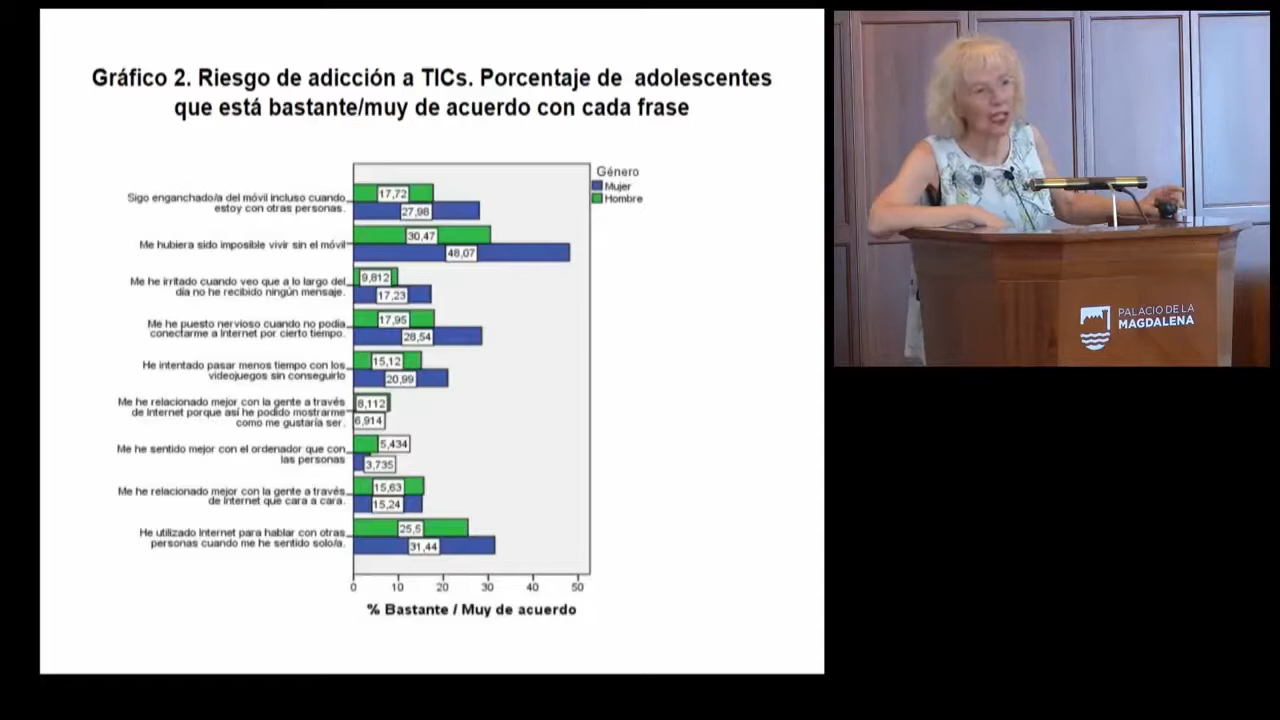 Gráfico 2. Riesgo de adicción a TICs. Porcentaje de adolescentes
que está bastante/muy de acuerdo con cada frase
Género
Mujer
Hombre
Sigo enganchado/a del móvil incluso cuando
estoy con otras personas.
17,72
27,98
Me hubiera sido imposible vivir sin el móvil
30,47
48,07
Me he irritado cuando veo que a lo largo del
día no he recibido ningún mensaje.
9,812
17,23
Me he puesto nervioso cuando no podía
conectarme a Internet por cierto tiempo.
17,95
28,54
He intentado pasar menos tiempo con los
videojuegos sin conseguirlo
15,12
20,99
Me he relacionado mejor con la gente a través
de Internet porque así he podido mostrarme
como me gustaría ser.
8,112
6,914
Me he sentido mejor con el ordenador que con
las personas
5,434
3,735
Me he relacionado mejor con la gente a través
de Internet que cara a cara.
15,63
15,24
He utilizado Internet para hablar con otras
personas cuando me he sentido solo/a.
25,5
31,44
0 10 20 30 40 50
% Bastante / Muy de acuerdo
PALACIO DE LA
MAGDALENA